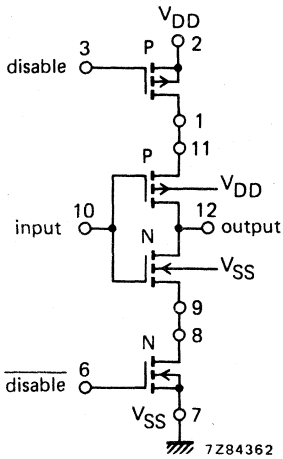 V_DD
3 P 2
disable
1
11
P
V_DD
10 12
input output
N
V_SS
9
8
N
6
disable
V_SS 7
7Z84362